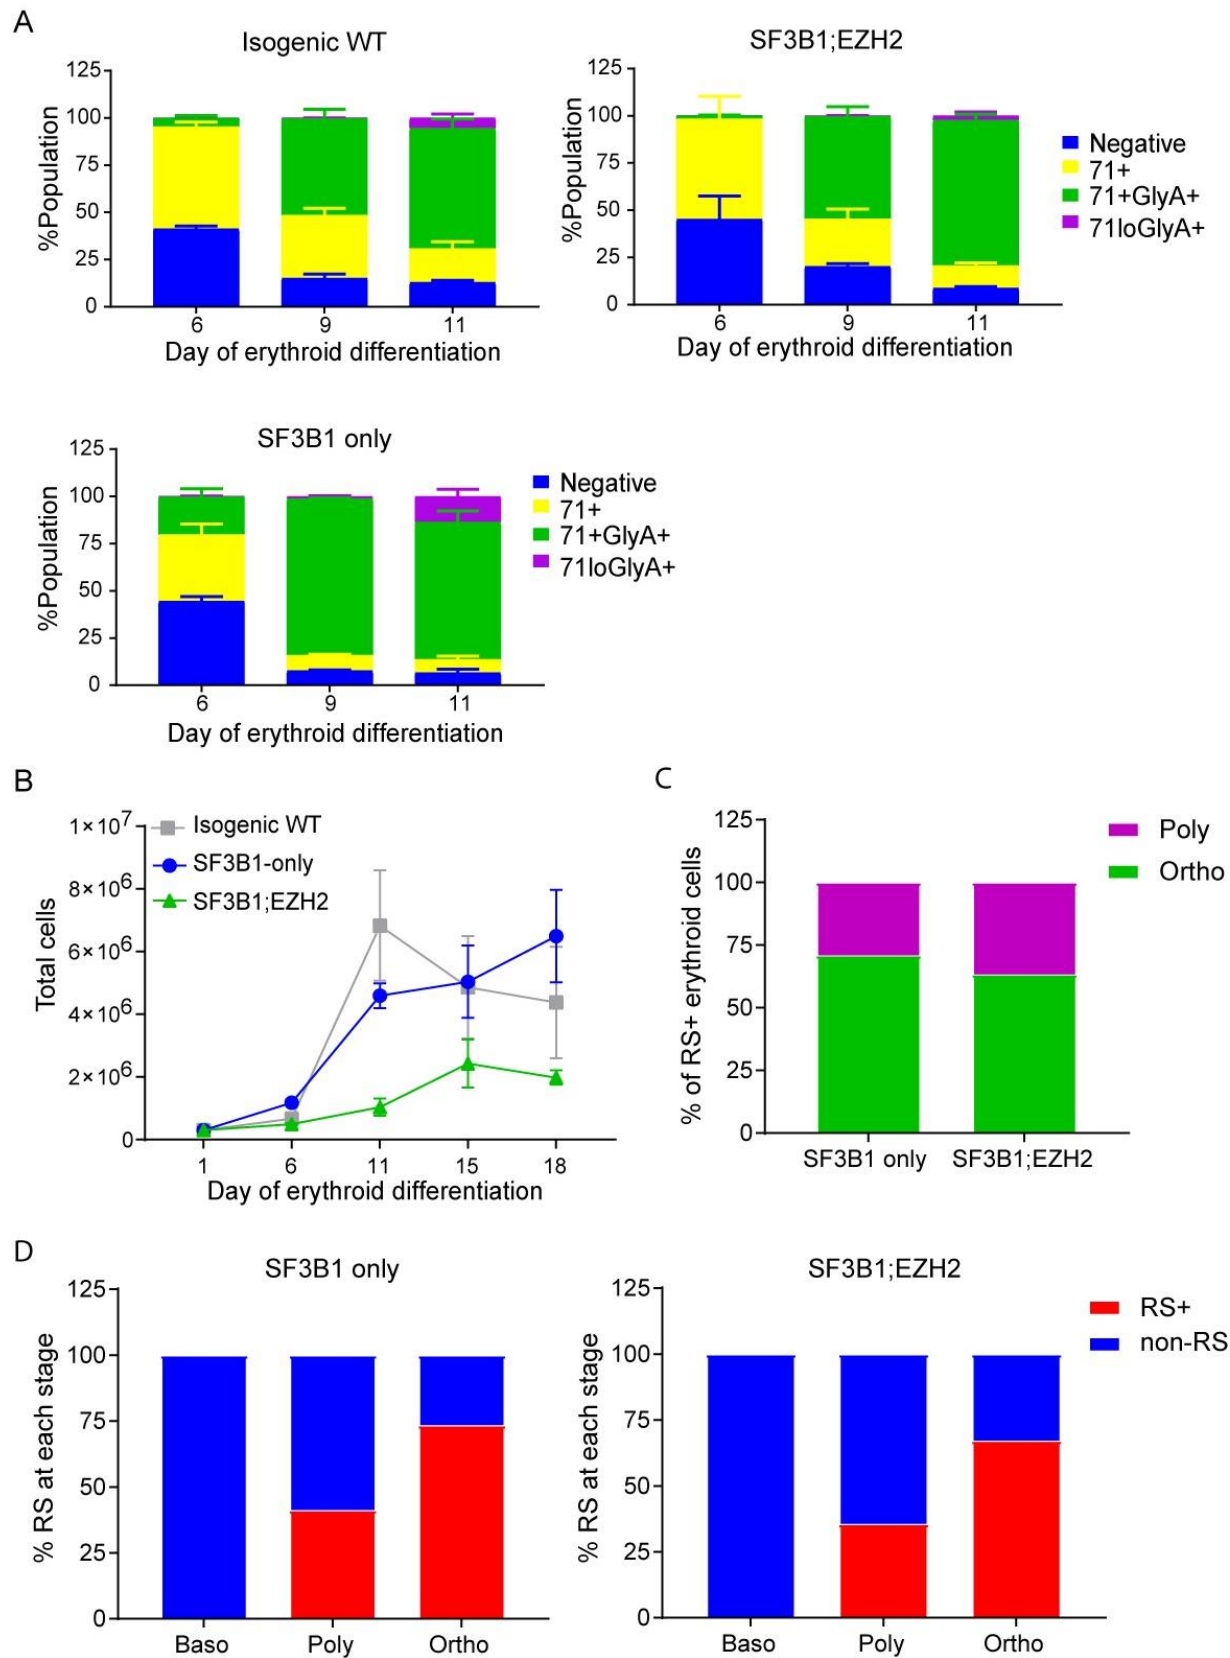 A
Isogenic WT
%Population
125
100
75
50
25
0
6 9 11
Day of erythroid differentiation
SF3B1;EZH2
%Population
125
100
75
50
25
0
6 9 11
Day of erythroid differentiation
Negative
71+
71+GlyA+
71loGlyA+
SF3B1 only
%Population
125
100
75
50
25
0
6 9 11
Day of erythroid differentiation
Negative
71+
71+GlyA+
71loGlyA+
B
Total cells
1×10⁷
8×10⁶
6×10⁶
4×10⁶
2×10⁶
0
Isogenic WT
SF3B1-only
SF3B1;EZH2
1 6 11 15 18
Day of erythroid differentiation
C
% of RS+ erythroid cells
125
100
75
50
25
0
SF3B1 only SF3B1;EZH2
Poly
Ortho
D
SF3B1 only
% RS at each stage
125
100
75
50
25
0
Baso Poly Ortho
SF3B1;EZH2
% RS at each stage
125
100
75
50
25
0
Baso Poly Ortho
RS+
non-RS